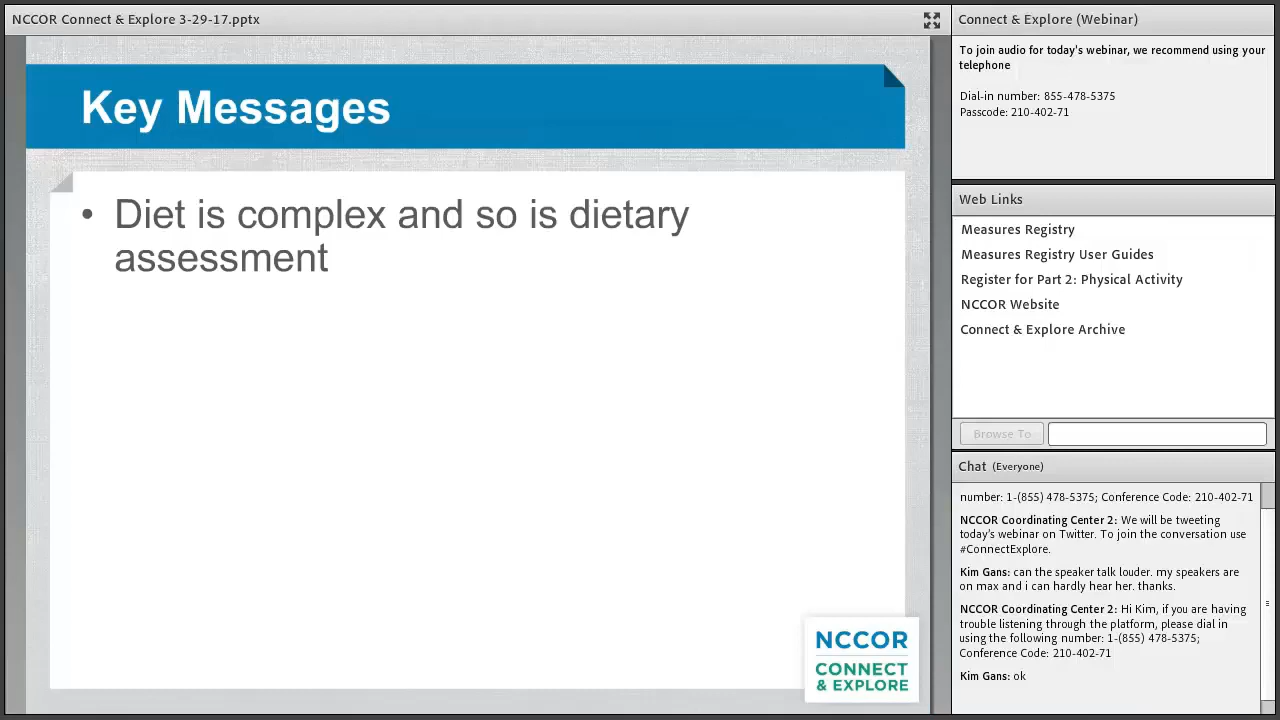 NCCOR Connect & Explore 3-29-17.pptx
Key Messages
• Diet is complex and so is dietary
assessment
NCCOR
CONNECT
& EXPLORE
Connect & Explore (Webinar)
To join audio for today's webinar, we recommend using your
telephone
Dial-in number: 855-478-5375
Passcode: 210-402-71
Web Links
Measures Registry
Measures Registry User Guides
Register for Part 2: Physical Activity
NCCOR Website
Connect & Explore Archive
Browse To
Chat (Everyone)
number: 1-(855) 478-5375; Conference Code: 210-402-71
NCCOR Coordinating Center 2: We will be tweeting
today's webinar on Twitter. To join the conversation use
#ConnectExplore.
Kim Gans: can the speaker talk louder. my speakers are
on max and i can hardly hear her. thanks.
NCCOR Coordinating Center 2: Hi Kim, if you are having
trouble listening through the platform, please dial in
using the following number: 1-(855) 478-5375;
Conference Code: 210-402-71
Kim Gans: ok